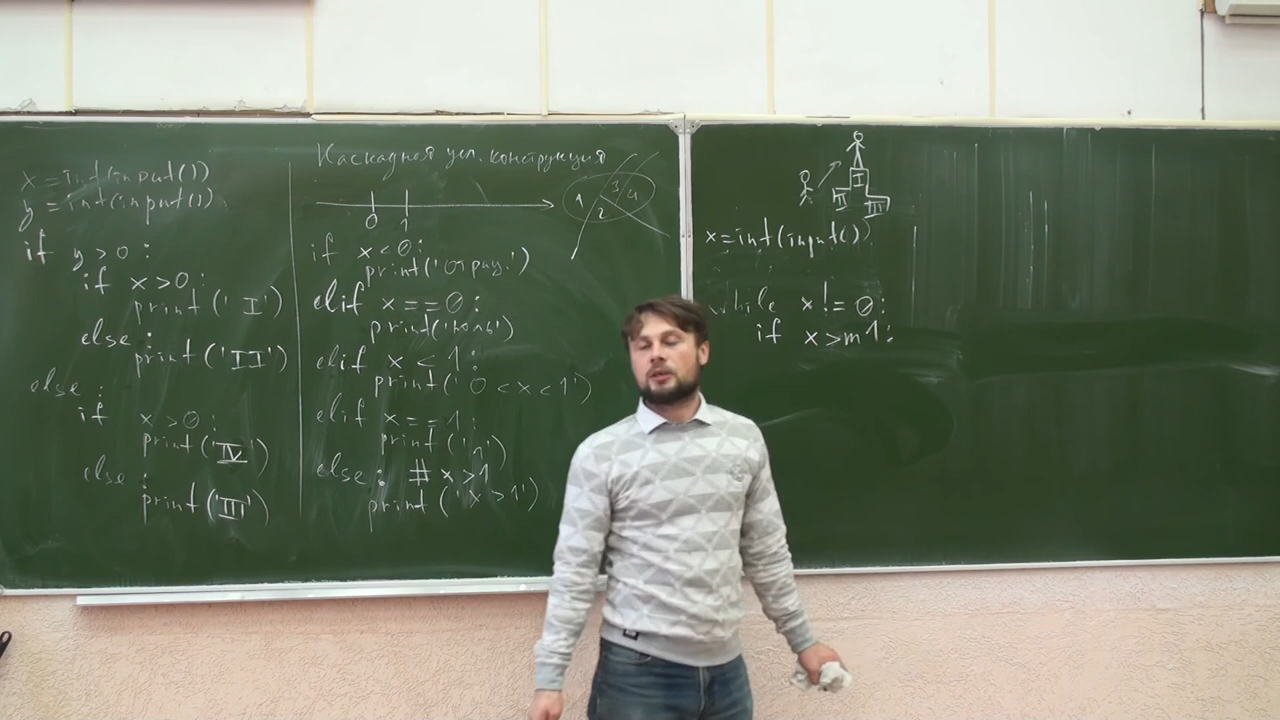 x = int(input())
y = int(input())
if y > 0 :
if x > 0 :
print('I')
else :
print('II')
else :
if x > 0 :
print('IV')
else :
print('III')
Каскадная усл. конструкция
0 1
1 2 3 4
if x < 0 :
print('отриц.')
elif x == 0 :
print('ноль')
elif x < 1 :
print('0 < x < 1')
elif x == 1 :
print('1')
else : # x > 1
print('x > 1')
I
II III
x = int(input())
while x != 0 :
if x > m1 :